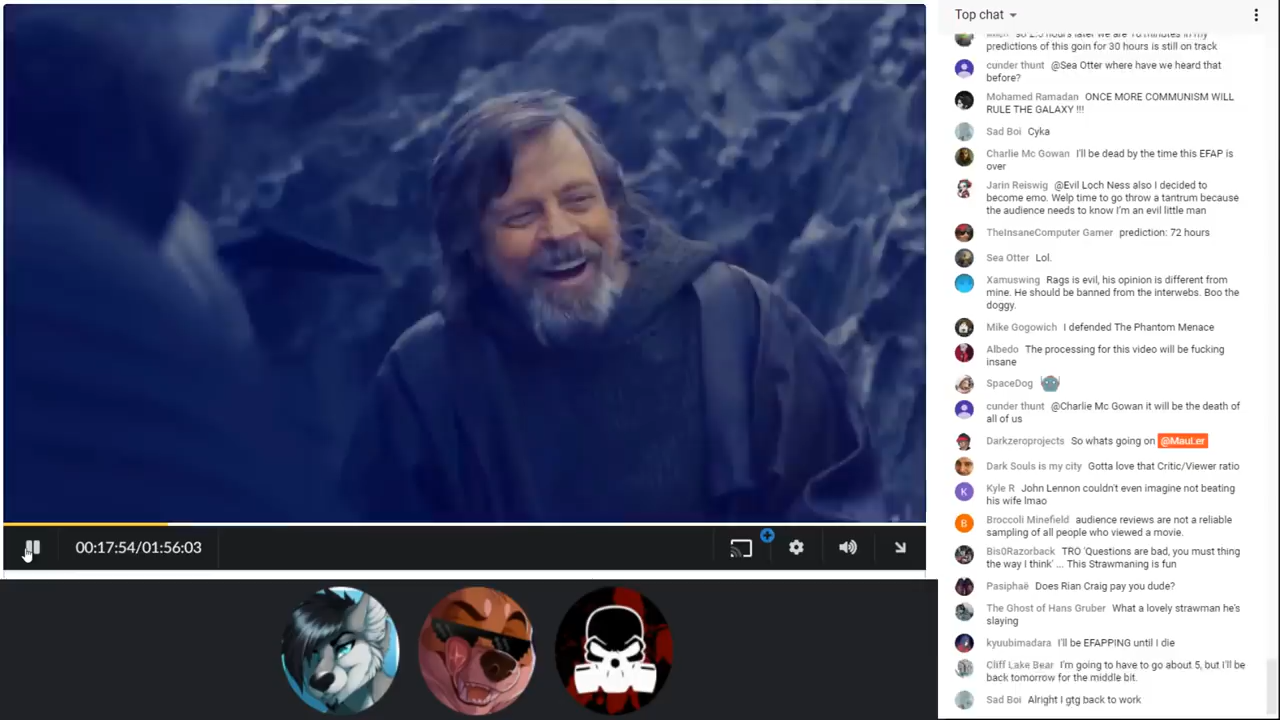 Top chat
so 2.5 hours later we are 18 minutes in my
predictions of this goin for 30 hours is still on track
cunder thunt @Sea Otter where have we heard that
before?
Mohamed Ramadan ONCE MORE COMMUNISM WILL
RULE THE GALAXY !!!
Sad Boi Cyka
Charlie Mc Gowan I'll be dead by the time this EFAP is
over
Jarin Reiswig @Evil Loch Ness also I decided to
become emo. Welp time to go throw a tantrum because
the audience needs to know I'm an evil little man
TheInsaneComputer Gamer prediction: 72 hours
Sea Otter Lol.
Xamuswing Rags is evil, his opinion is different from
mine. He should be banned from the interwebs. Boo the
doggy.
Mike Gogowich I defended The Phantom Menace
Albedo The processing for this video will be fucking
insane
SpaceDog
cunder thunt @Charlie Mc Gowan it will be the death of
all of us
Darkzeroprojects So whats going on @MauLer
Dark Souls is my city Gotta love that Critic/Viewer ratio
K
Kyle R John Lennon couldn't even imagine not beating
his wife lmao
B
Broccoli Minefield audience reviews are not a reliable
sampling of all people who viewed a movie.
Bis0Razorback TRO 'Questions are bad, you must thing
the way I think' ... This Strawmaning is fun
Pasiphaë Does Rian Craig pay you dude?
The Ghost of Hans Gruber What a lovely strawman he's
slaying
kyuubimadara I'll be EFAPPING until I die
Cliff Lake Bear I'm going to have to go about 5, but I'll be
back tomorrow for the middle bit.
Sad Boi Alright I gtg back to work
00:17:54/01:56:03